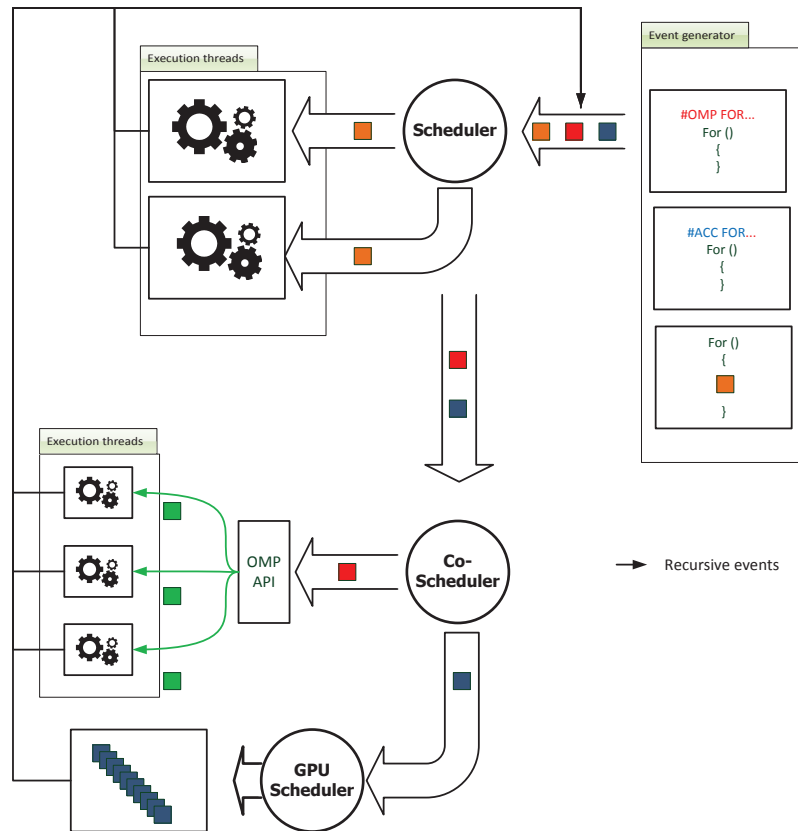 Event generator
Execution threads
#OMP FOR...
For ()
{
}
Scheduler
#ACC FOR...
For ()
{
}
For ()
{
}
Execution threads
OMP
API
Co-
Scheduler
Recursive events
GPU
Scheduler